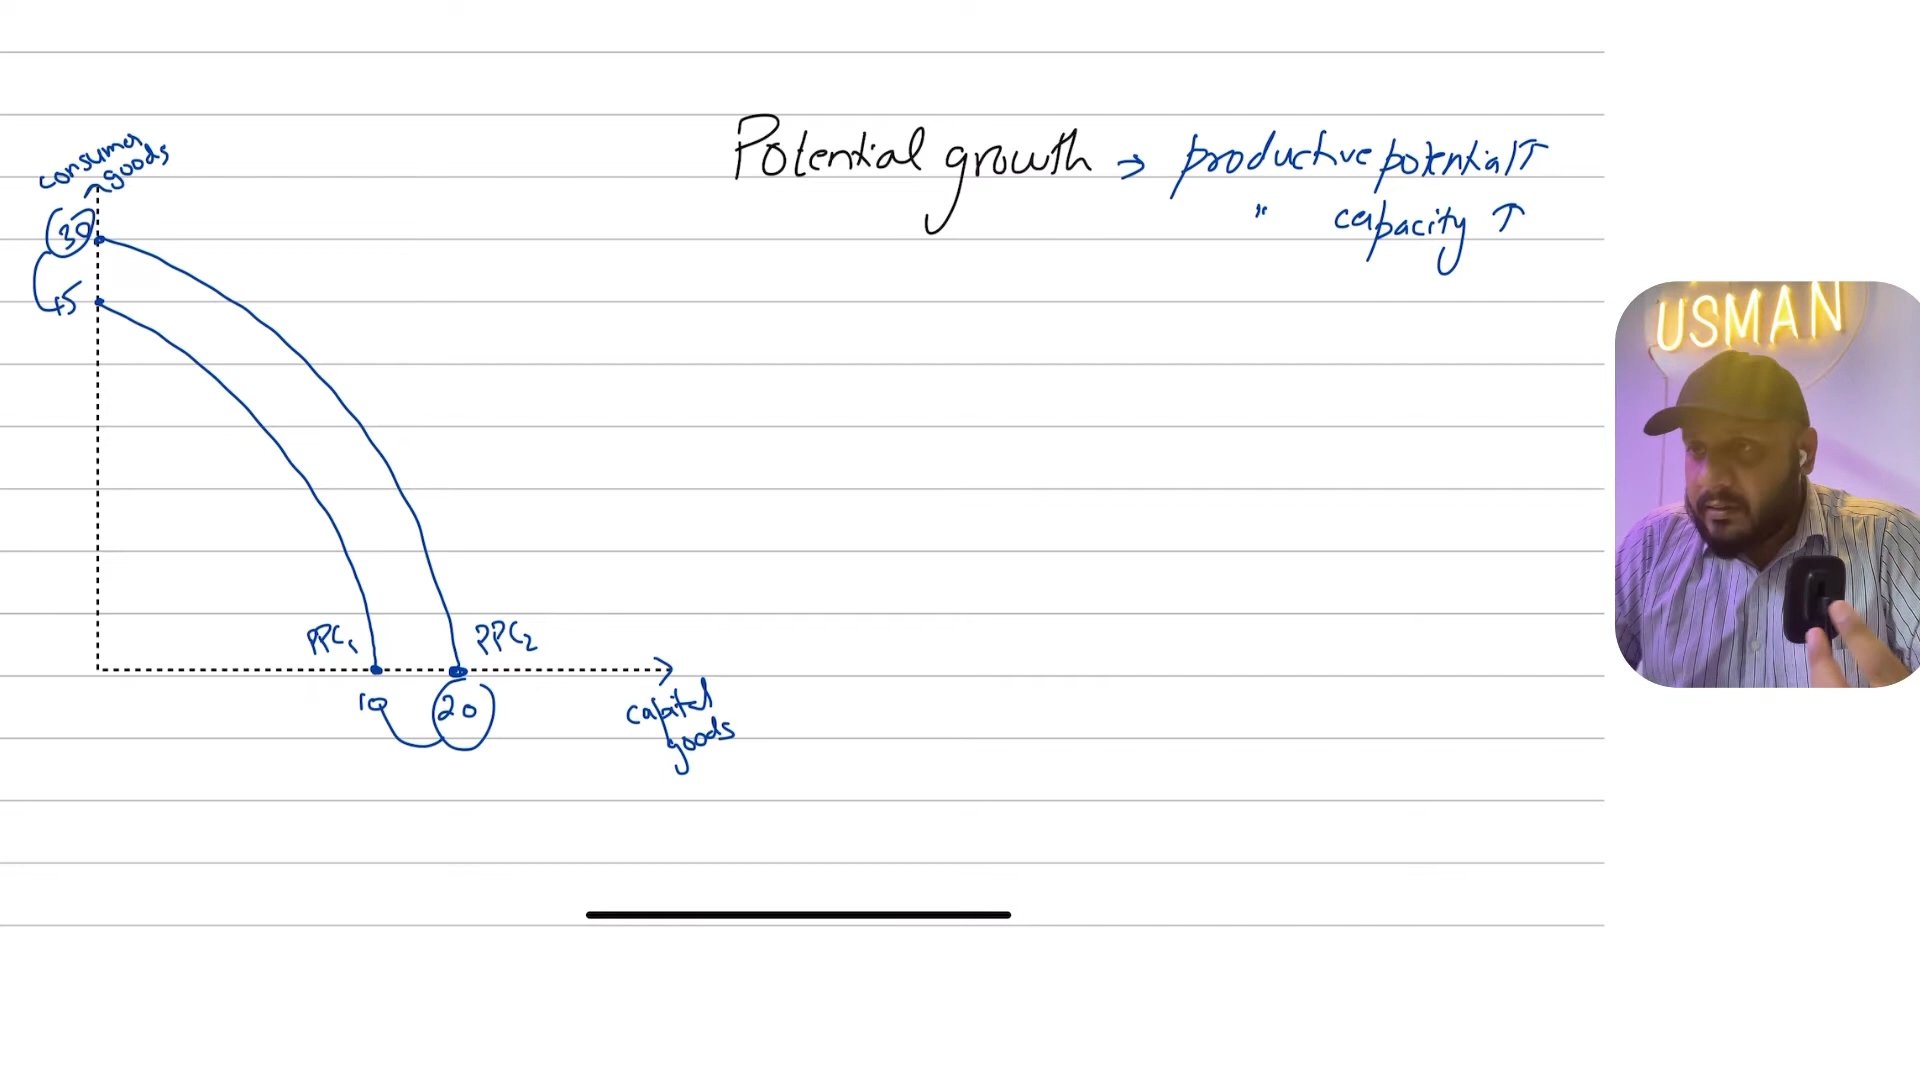 Potential growth → productive potential ↑
" capacity ↑
consumer
goods
30
15
PPC₁
PPC₂
10
20
capital
goods
USMAN